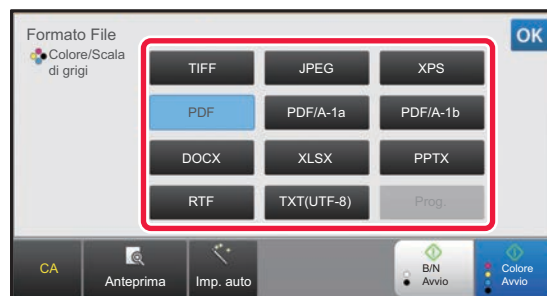 Formato File
OK
Colore/Scala
di grigi
TIFF
JPEG
XPS
PDF
PDF/A-1a
PDF/A-1b
DOCX
XLSX
PPTX
RTF
TXT(UTF-8)
Prog.
CA
Anteprima
Imp. auto
B/N
Avvio
Colore
Avvio